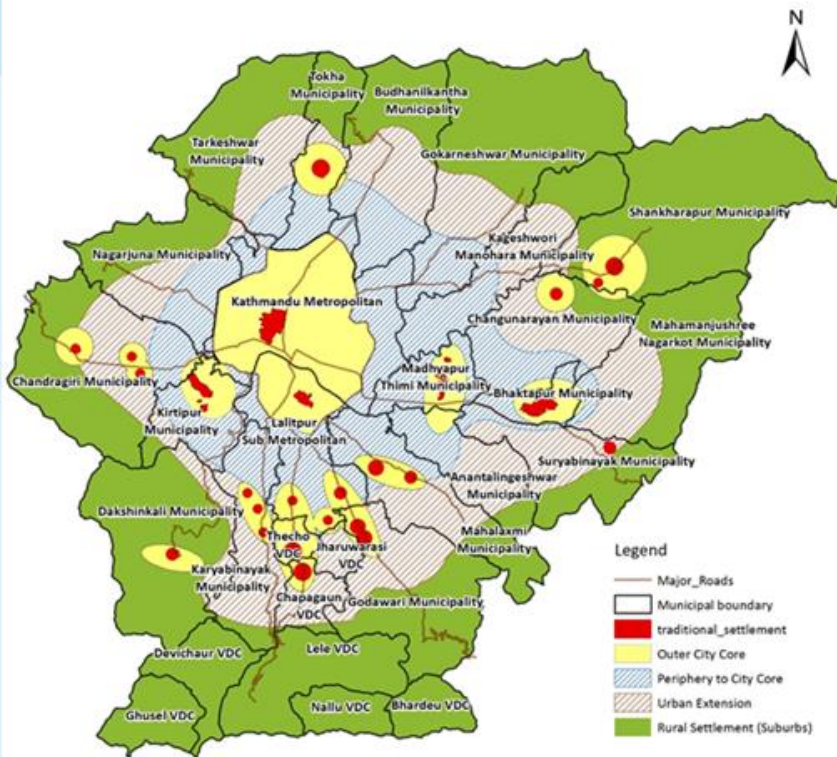 N
Tokha
Municipality
Budhanilkantha
Municipality
Tarkeshwar
Municipality
Gokarneshwar Municipality
Shankharapur Municipality
Kageshwori
Manohara Municipality
Nagarjuna Municipality
Kathmandu Metropolitan
Changunarayan Municipality
Mahamanjushree
Nagarkot Municipality
Madhyapur
Thimi Municipality
Chandragiri Municipality
Bhaktapur Municipality
Kirtipur
Municipality
Lalitpur
Sub Metropolitan
Suryabinayak Municipality
Anantalingeshwar
Municipality
Dakshinkali Municipality
Mahalaxmi
Municipality
Thecho
VDC
Jharuwarasi
VDC
Karyabinayak
Municipality
Chapagaun
VDC
Godawari Municipality
Devichaur VDC
Lele VDC
Ghusel VDC
Nallu VDC
Bhardeu VDC
Legend
Major_Roads
Municipal boundary
traditional_settlement
Outer City Core
Periphery to City Core
Urban Extension
Rural Settlement (Suburbs)